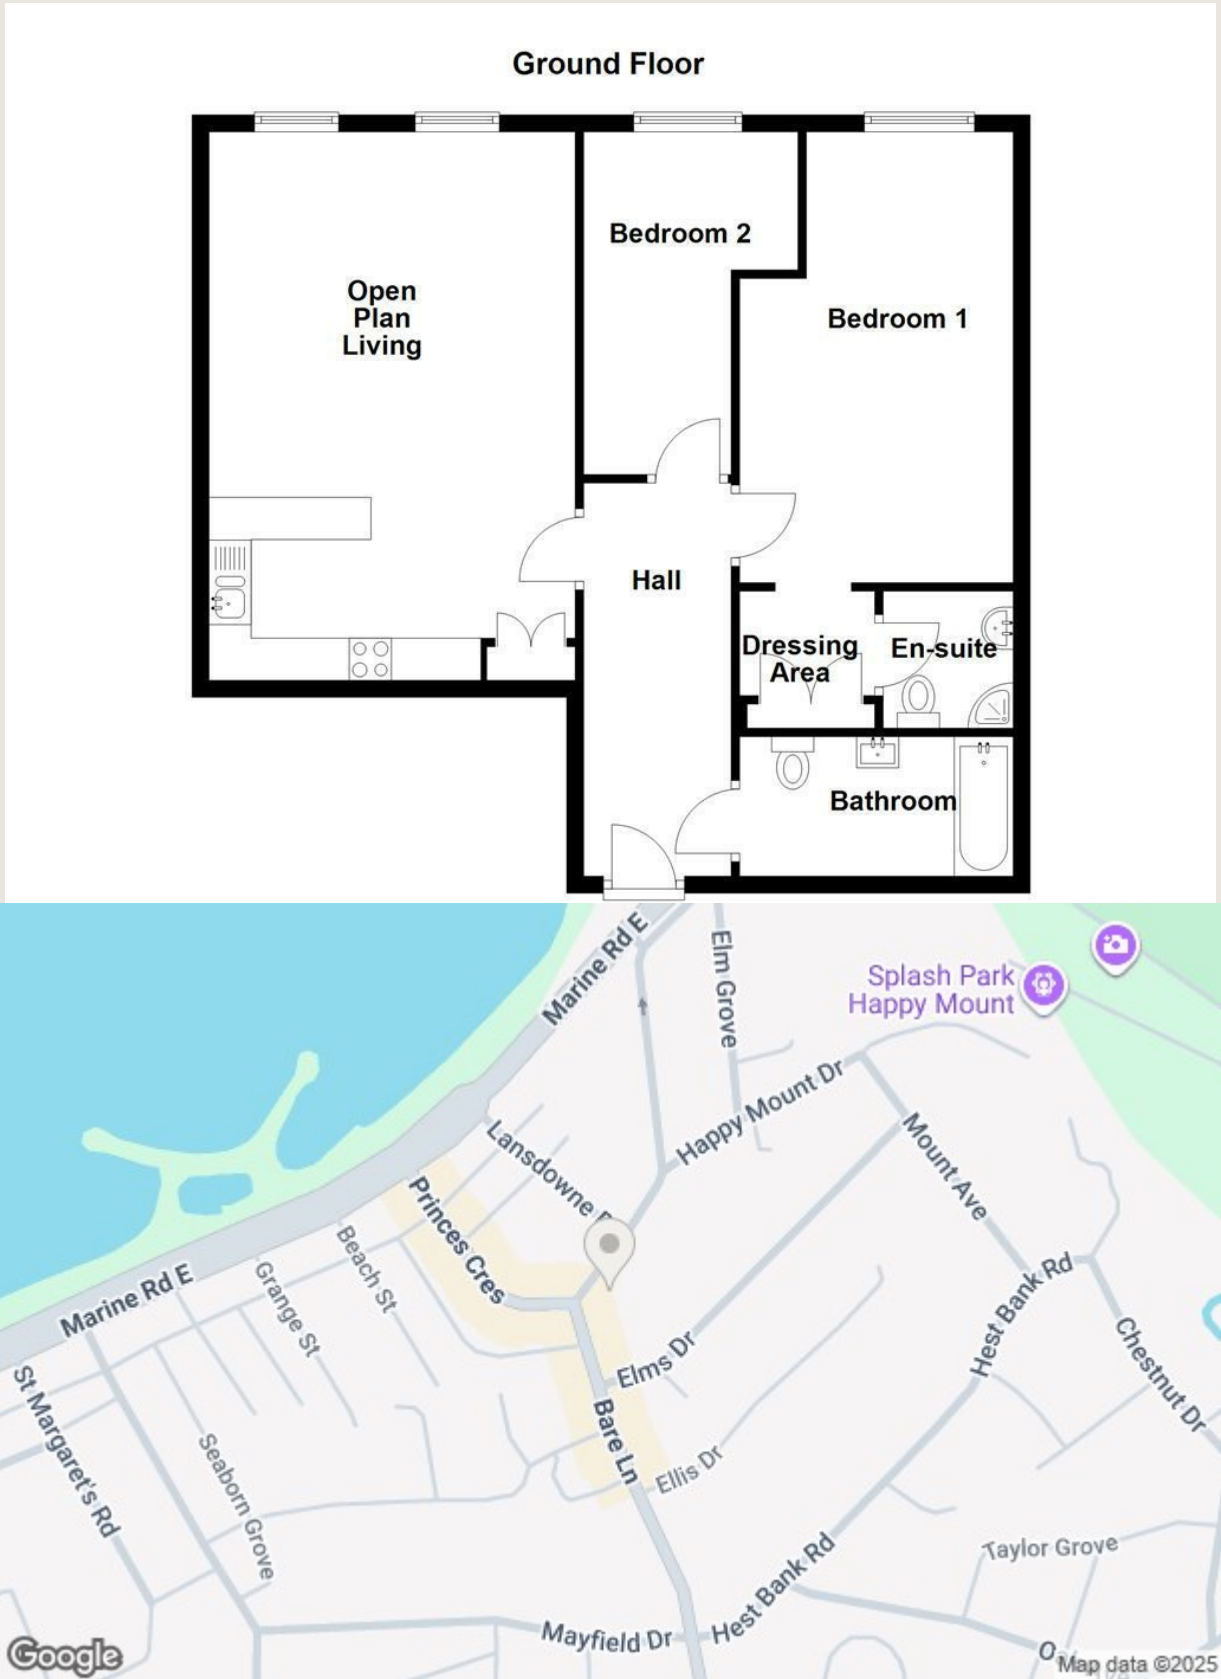 Ground Floor
Bedroom 2
Open
Plan
Living
Bedroom 1
Hall
Dressing
Area
En-suite
Bathroom
Marine Rd E
Elm Grove
Splash Park
Happy Mount
Happy Mount Dr
Lansdowne
Mount Ave
Princes Cres
Beach St
Grange St
Marine Rd E
Hest Bank Rd
Chestnut Dr
Elms Dr
St Margaret's Rd
Bare Ln
Seaborn Grove
Ellis Dr
Taylor Grove
Hest Bank Rd
Mayfield Dr
Google
Map data ©2025